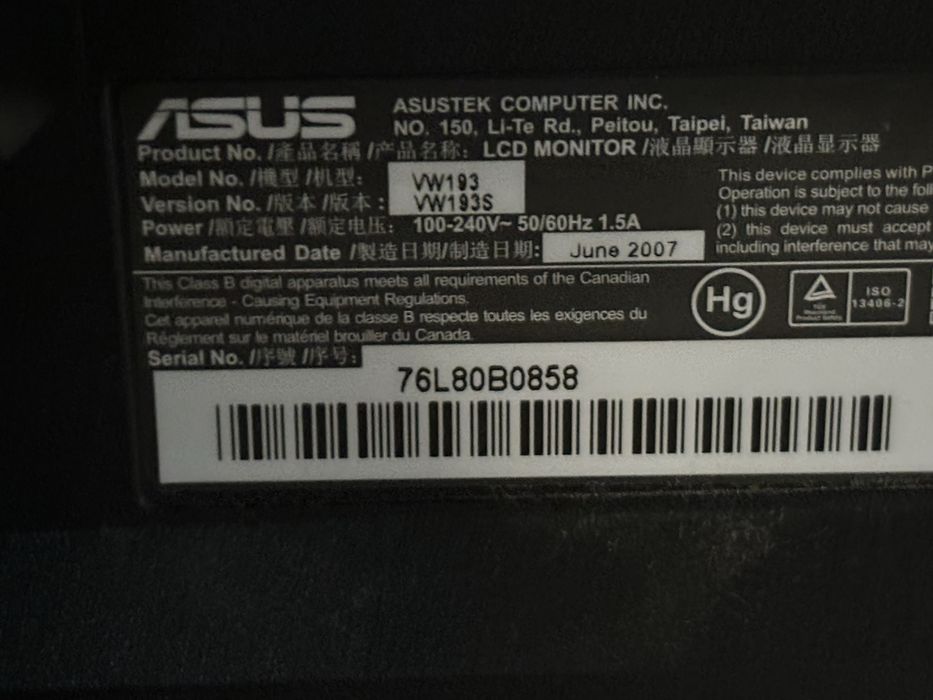 ASUS
ASUSTEK COMPUTER INC.
NO. 150, Li-Te Rd., Peitou, Taipei, Taiwan
Product No. /產品名稱 /产品名称: LCD MONITOR /液晶顯示器 /液晶显示器
Model No. /機型 /机型: VW193
Version No. /版本 /版本 : VW193S
Power /額定電壓 /额定电压: 100-240V~ 50/60Hz 1.5A
Manufactured Date /製造日期/制造日期: June 2007
This device complies with P
Operation is subject to the foll
(1) this device may not cause
(2) this device must accept
including interference that may
This Class B digital apparatus meets all requirements of the Canadian
Interference - Causing Equipment Regulations.
Cet appareil numérique de la classe B respecte toutes les exigences du
Réglement sur le matériel brouiller du Canada.
Hg
TÜV
Rheinland
Product Safety
ISO
13406-2
Serial No. /序號 /序号:
76L80B0858